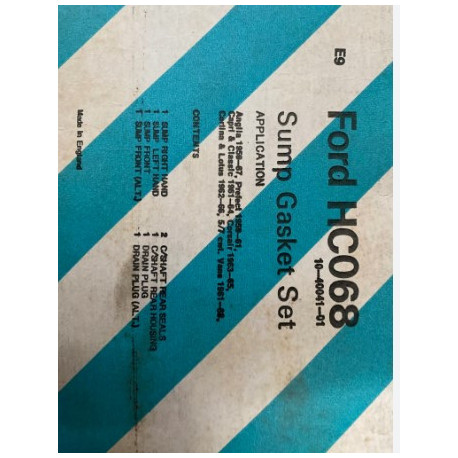 E9
Ford HC068
10-40041-01
Sump Gasket Set
APPLICATION
Anglia 1959-67, Prefect 1959-61,
Capri & Classic 1961-64, Corsair 1963-65,
Cortina & Lotus 1962-66, 5/7 cwt. Vans 1961-68,
CONTENTS
1 SUMP RIGHT HAND
1 SUMP LEFT HAND
1 SUMP FRONT
1 SUMP FRONT (ALT.)
2 C/SHAFT REAR SEALS
1 C/SHAFT REAR HOUSING
1 DRAIN PLUG
1 DRAIN PLUG (ALT.)
Made in England